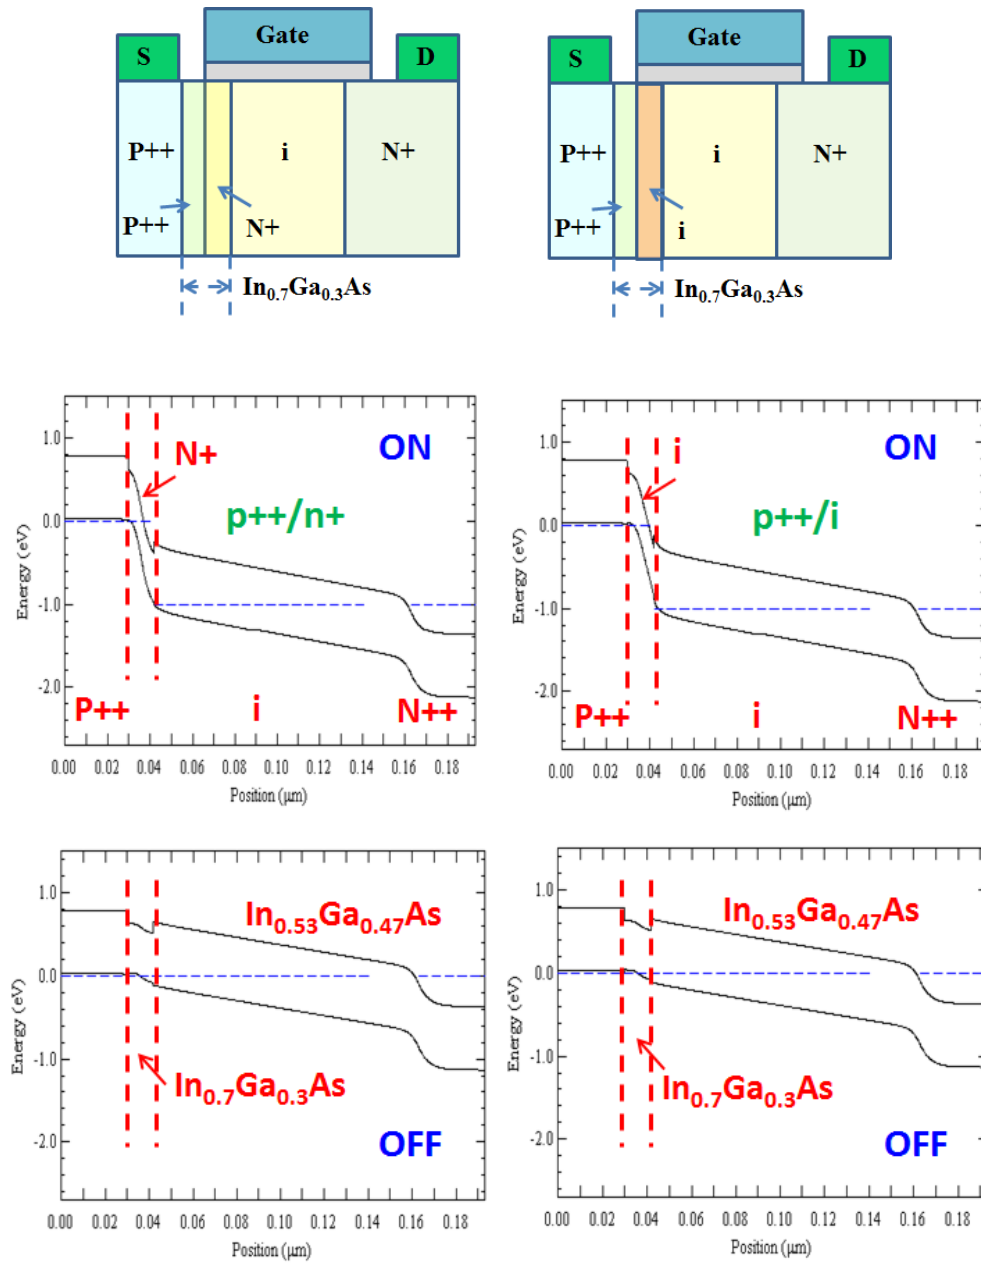 Gate
S
D
P++
i
N+
P++
N+
In0.7Ga0.3As
Gate
S
D
P++
i
N+
P++
i
In0.7Ga0.3As
1.0
0.0
-1.0
-2.0
Energy (eV)
N+
ON
p++/n+
P++
i
N++
0.00 0.02 0.04 0.06 0.08 0.10 0.12 0.14 0.16 0.18
Position (μm)
1.0
0.0
-1.0
-2.0
Energy (eV)
i
ON
p++/i
P++
i
N++
0.00 0.02 0.04 0.06 0.08 0.10 0.12 0.14 0.16 0.18
Position (μm)
1.0
0.0
-1.0
-2.0
Energy (eV)
In0.53Ga0.47As
In0.7Ga0.3As
OFF
0.00 0.02 0.04 0.06 0.08 0.10 0.12 0.14 0.16 0.18
Position (μm)
1.0
0.0
-1.0
-2.0
Energy (eV)
In0.53Ga0.47As
In0.7Ga0.3As
OFF
0.00 0.02 0.04 0.06 0.08 0.10 0.12 0.14 0.16 0.18
Position (μm)